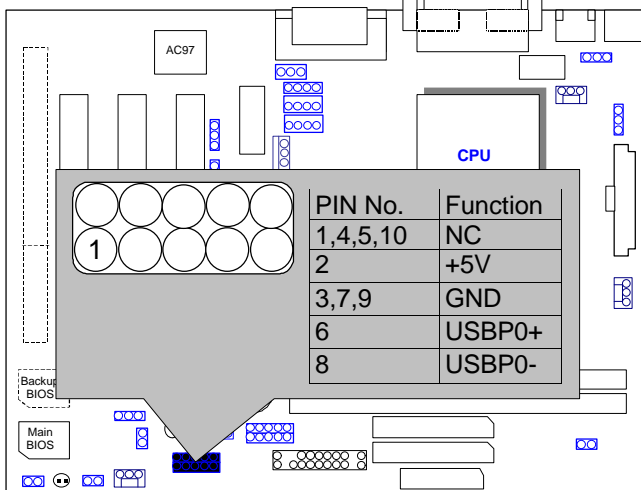 AC97
CPU
1
PIN No. Function
1,4,5,10 NC
2 +5V
3,7,9 GND
6 USBP0+
8 USBP0-
Backup
BIOS
Main
BIOS